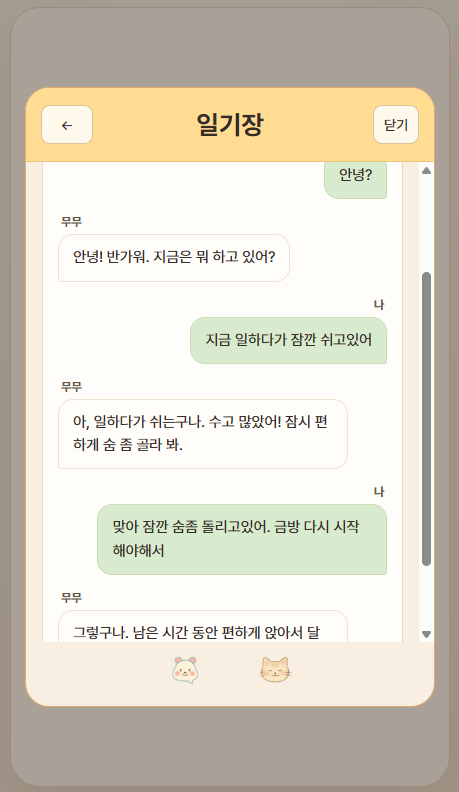 ←
일기장
닫기
안녕?
무무
안녕! 반가워. 지금은 뭐 하고 있어?
나
지금 일하다가 잠깐 쉬고있어
무무
아, 일하다가 쉬는구나. 수고 많았어! 잠시 편
하게 숨 좀 골라 봐.
나
맞아 잠깐 숨좀 돌리고있어. 금방 다시 시작
해야해서
무무
그렇구나. 남은 시간 동안 편하게 앉아서 달